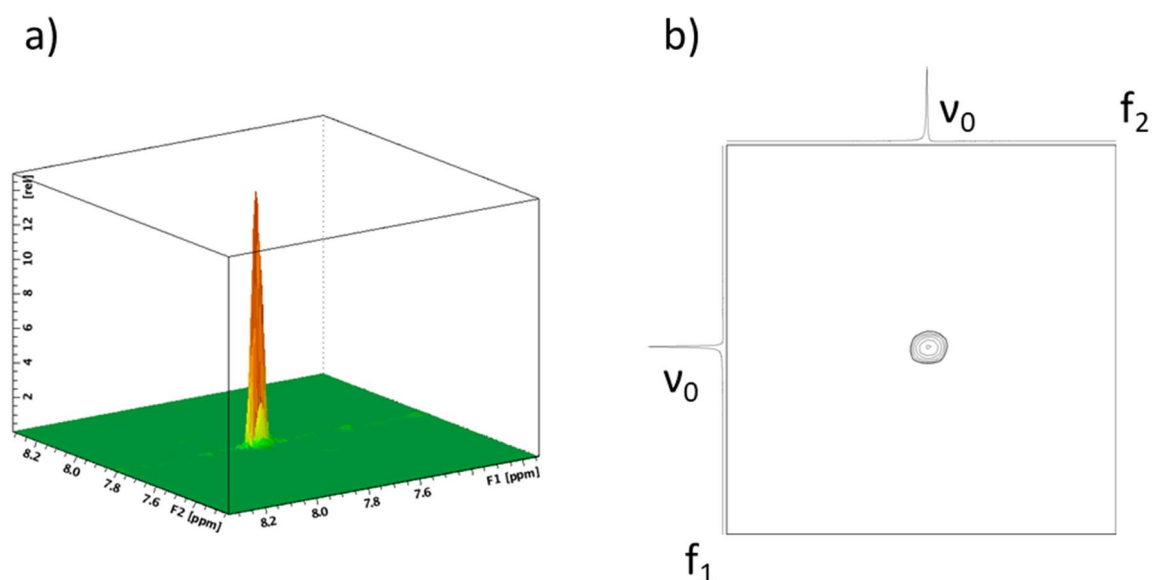 a)
[rel]
12
10
8
6
4
2
8.2
8.0
7.8
7.6
F2 [ppm]
8.2
8.0
7.8
7.6
F1 [ppm]
b)
ν₀
f₂
ν₀
f₁